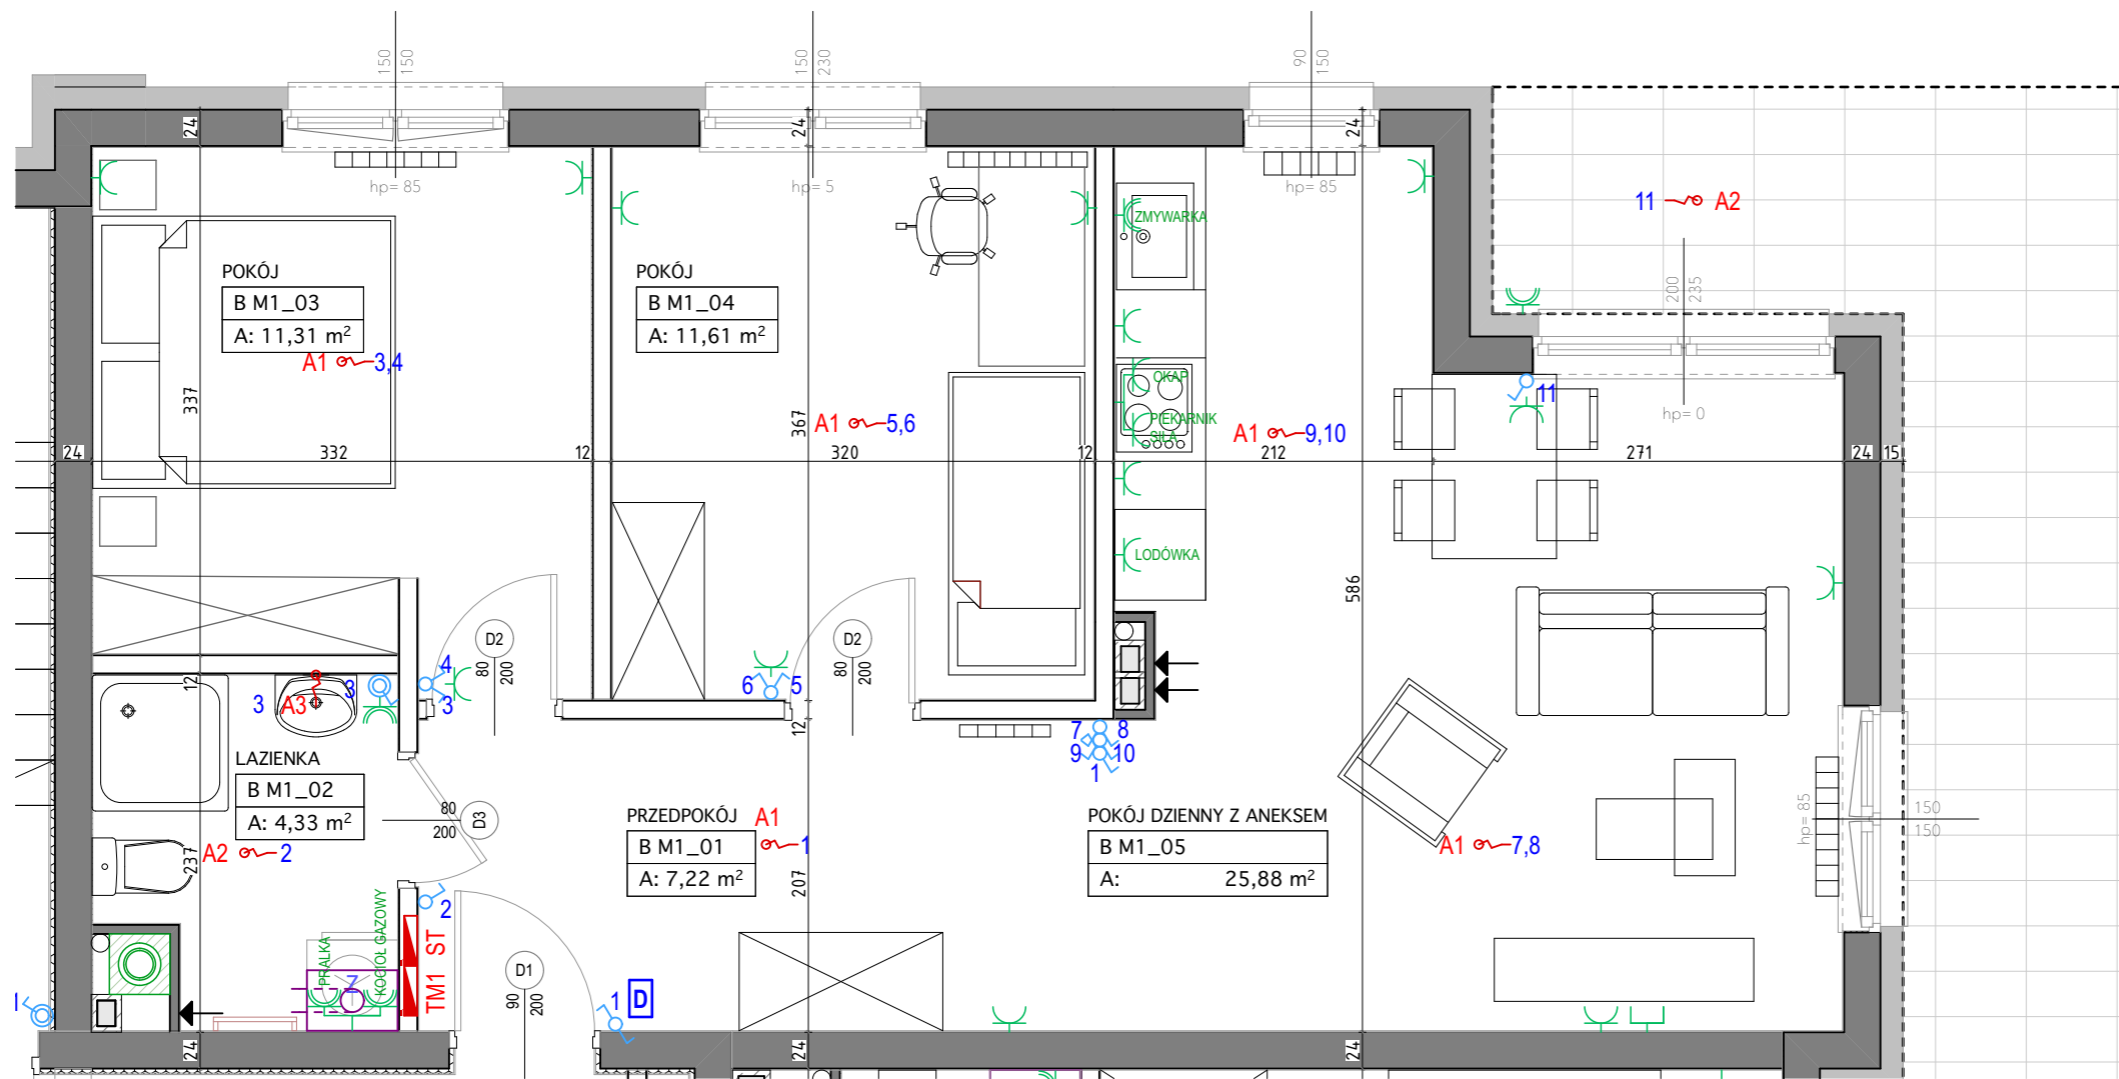 150
150
150
230
90
150
24
24
24
hp= 85
hp= 5
hp= 85
11
A2
ZMYWARKA
POKÓJ
B M1_03
A: 11,31 m²
A1
3,4
POKÓJ
B M1_04
A: 11,61 m²
200
235
OKAP
PIEKARNIK
SIŁA
11
hp= 0
337
367
A1
5,6
A1
9,10
24
332
12
320
12
212
271
24
15
LODÓWKA
586
D2
80
200
D2
80
200
4
3
12
3
A3
3
6
5
12
7
8
9
10
1
LAZIENKA
B M1_02
A: 4,33 m²
80
200
D3
PRZEDPOKÓJ
B M1_01
A: 7,22 m²
A1
1
POKÓJ DZIENNY Z ANEKSEM
B M1_05
A: 25,88 m²
A1
7,8
hp= 85
150
150
A2
2
237
207
2
PRALKA
KOCIOŁ GAZOWY
Z
ST
TM1
D1
90
200
1
D
1
24
24
24